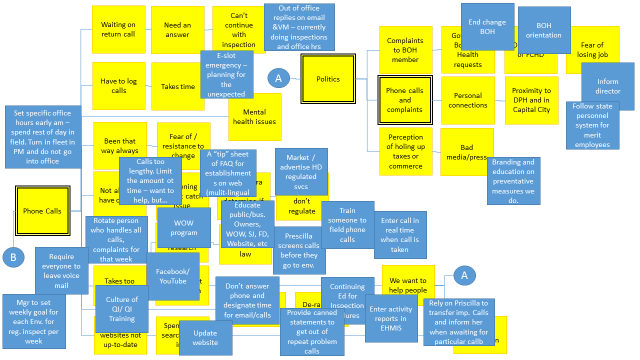 Waiting on
return call
Need an
answer
Can't
continue
with
inspection
Out of office
replies on email
&VM – currently
doing inspections
and office hrs
Have to log
calls
Takes time
E-slot
emergency –
planning for
the
unexpected
Mental
health issues
Set specific office
hours early am –
spend rest of day in
field. Turn in fleet in
PM and do not go
into office
Been that
way always
Fear of /
resistance to
change
Calls too
lengthy. Limit
the amount of
time – want to
help, but...
A "tip" sheet
of FAQ for
establishment
s on web
(mulit-lingual
Market /
advertise HD
regulated
svcs
don't
regulate
Phone Calls
B
Rotate person
who handles all
calls,
complaints for
that week
WOW
program
Educate
public/bus.
Owners,
WOW, SJ, FD,
Website, etc
law
Prescilla
screens calls
before they
go to env.
Train
someone to
field phone
calls
Enter call in
real time
when call is
taken
Require
everyone to
leave voice
mail
Takes too
Facebook/
YouTube
Mgr to set
weekly goal for
each Env. for
reg. inspect per
week
Culture of
QI/ QI
Training
websites not
up-to-date
Update
website
Don't answer
phone and
designate time
for email/calls
Provide canned
statements to
get out of
repeat problem
calls
Continuing
Ed for
Inspection
Enter activity
reports in
EHMIS
We want to
help people
A
Rely on Priscilla to
transfer imp. Calls
and inform her
when awaiting for
particular calib
A
Politics
Complaints
to BOH
member
Health
requests
End change
BOH
BOH
orientation
Fear of
losing job
Phone calls
and
complaints
Personal
connections
Proximity to
DPH and in
Capital City
Inform
director
Follow state
personnel
system for
merit
employees
Perception
of holing up
taxes or
commerce
Bad
media/press
Branding and
education on
preventative
measures we
do.